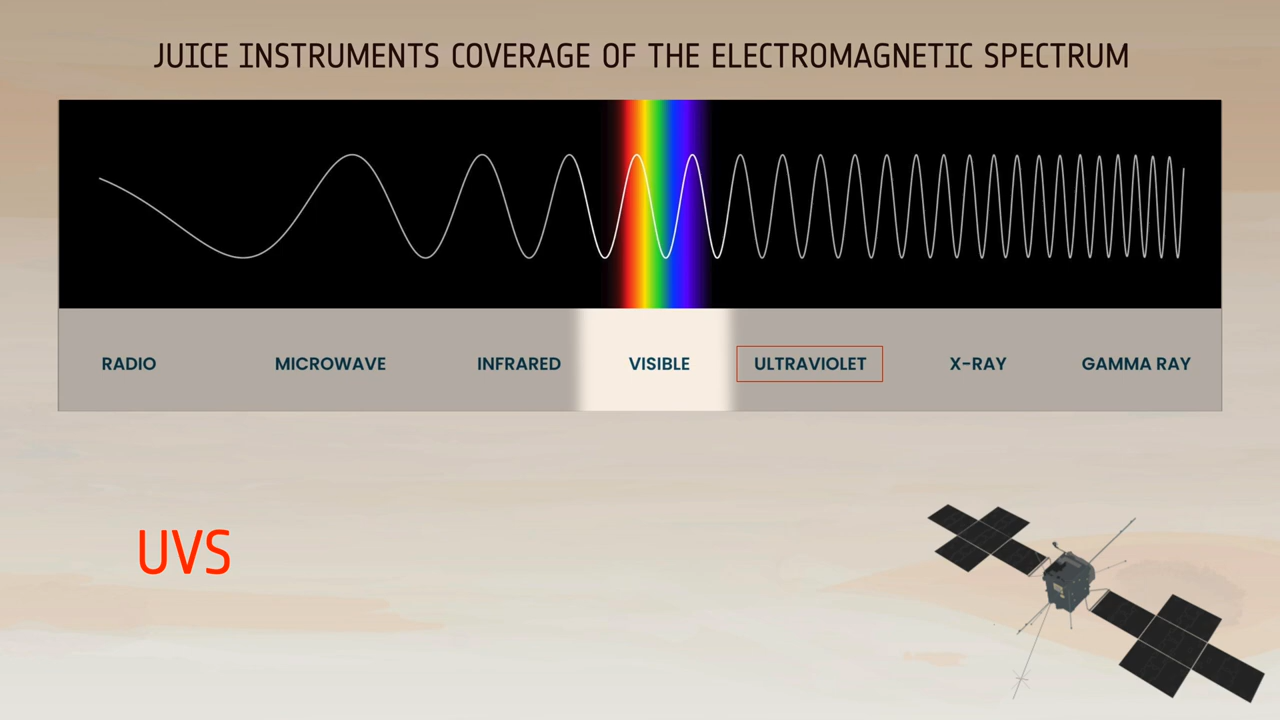 JUICE INSTRUMENTS COVERAGE OF THE ELECTROMAGNETIC SPECTRUM
RADIO MICROWAVE INFRARED VISIBLE ULTRAVIOLET X-RAY GAMMA RAY
UVS